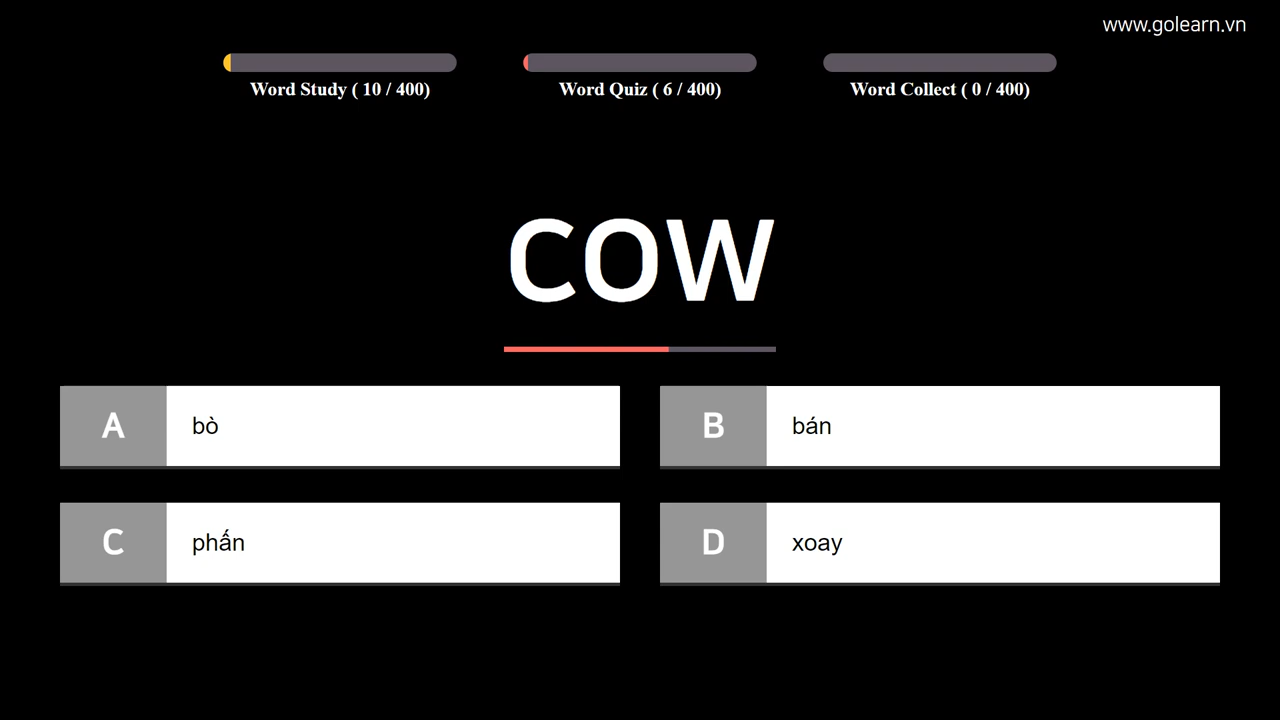 www.golearn.vn
Word Study ( 10 / 400)
Word Quiz ( 6 / 400)
Word Collect ( 0 / 400)
cow
A bò
B bán
C phấn
D xoay